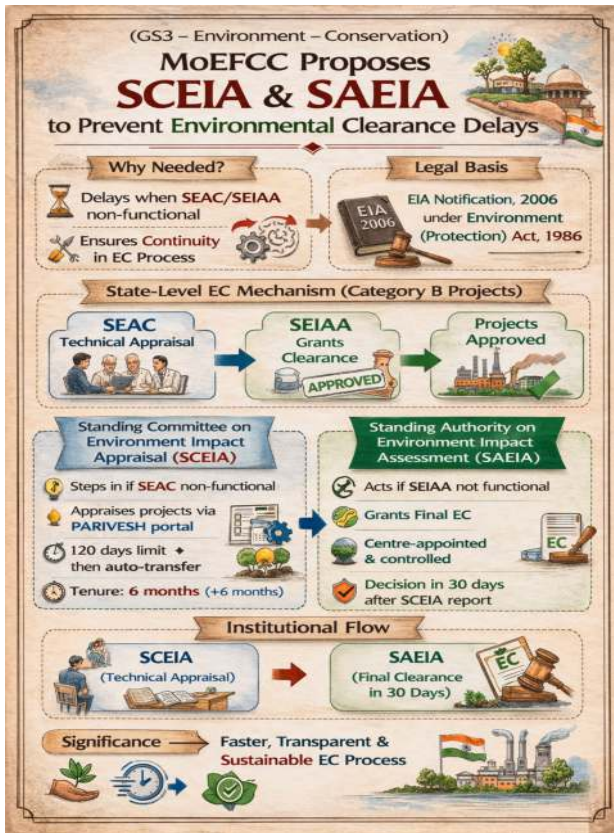 (GS3 – Environment – Conservation)
MoEFCC Proposes
SCEIA & SAEIA
to Prevent Environmental Clearance Delays
Why Needed?
Delays when SEAC/SEIAA
non-functional
Ensures Continuity
in EC Process
Legal Basis
EIA
2006
EIA Notification, 2006
under Environment
(Protection) Act, 1986
State-Level EC Mechanism (Category B Projects)
SEAC
Technical Appraisal
SEIAA
Grants
Clearance
APPROVED
Projects
Approved
Standing Committee on
Environment Impact
Appraisal (SCEIA)
Steps in if SEAC non-functional
Appraises projects via
PARIVESH portal
120 days limit
then auto-transfer
Tenure: 6 months (+6 months)
Standing Authority on
Environment Impact
Assessment (SAEIA)
Acts if SEIAA not functional
Grants Final EC
Centre-appointed
& controlled
Decision in 30 days
after SCEIA report
EC
Institutional Flow
SCEIA
(Technical Appraisal)
SAEIA
(Final Clearance
in 30 Days)
EC
Significance
Faster, Transparent &
Sustainable EC Process